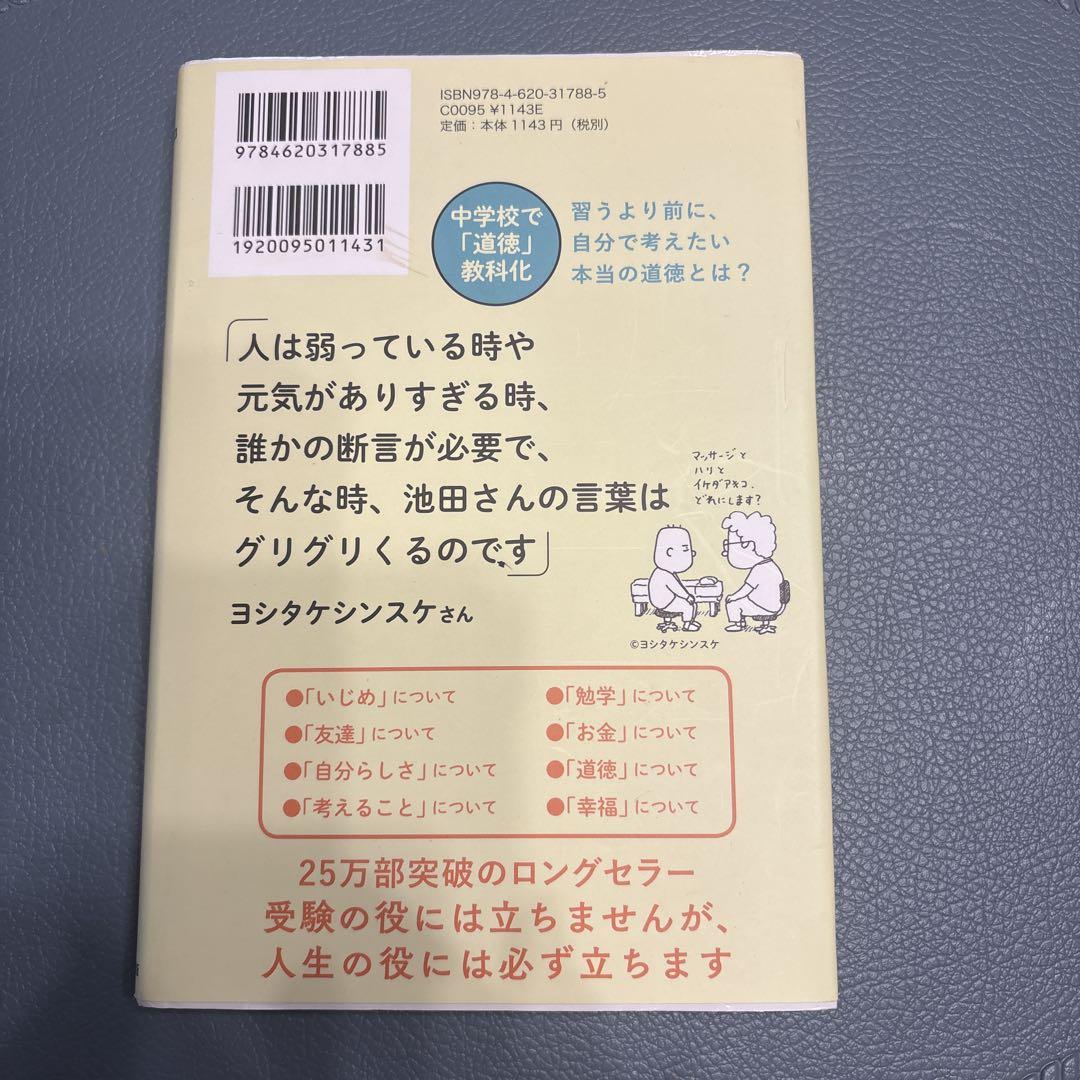 9784620317885
1920095011431
ISBN978-4-620-31788-5
C0095 ¥1143E
定価：本体1143円（税別）
中学校で
「道徳」
教科化
習うより前に、
自分で考えたい
本当の道徳とは？
「人は弱っている時や
元気がありすぎる時、
誰かの断言が必要で、
そんな時、池田さんの言葉は
グリグリくるのです」
ヨシタケシンスケさん
マッサージと
ハリと
イケダアキコ、
どれにします？
©ヨシタケシンスケ
●「いじめ」について
●「友達」について
●「自分らしさ」について
●「考えること」について
●「勉学」について
●「お金」について
●「道徳」について
●「幸福」について
25万部突破のロングセラー
受験の役には立ちませんが、
人生の役には必ず立ちます